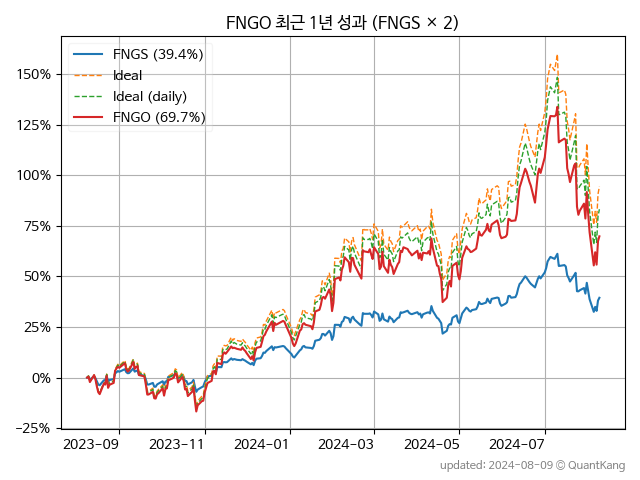 FNGO 최근 1년 성과 (FNGS × 2)
FNGS (39.4%)
Ideal
Ideal (daily)
FNGO (69.7%)
150%
125%
100%
75%
50%
25%
0%
−25%
2023-09
2023-11
2024-01
2024-03
2024-05
2024-07
updated: 2024-08-09 © QuantKang